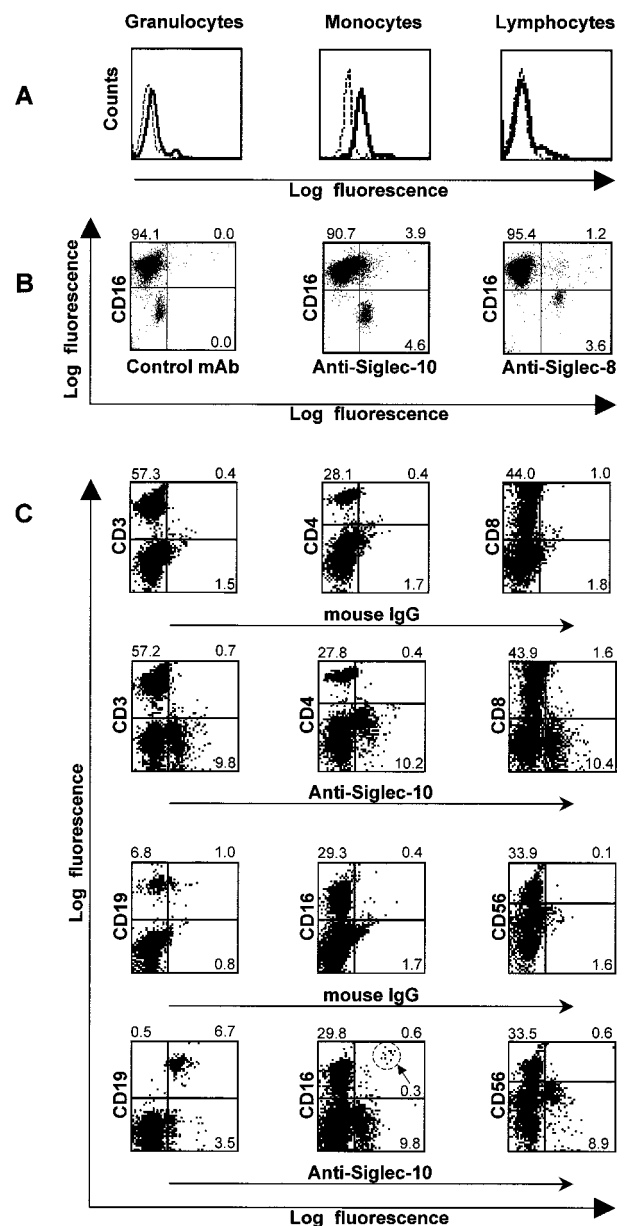 Granulocytes Monocytes Lymphocytes
A
Counts
Log fluorescence
B
Log fluorescence
94.1 0.0 90.7 3.9 95.4 1.2
CD16 CD16 CD16
0.0 4.6 3.6
Control mAb Anti-Siglec-10 Anti-Siglec-8
Log fluorescence
C
Log fluorescence
57.3 0.4 28.1 0.4 44.0 1.0
CD3 CD4 CD8
1.5 1.7 1.8
mouse IgG
57.2 0.7 27.8 0.4 43.9 1.6
CD3 CD4 CD8
9.8 10.2 10.4
Anti-Siglec-10
6.8 1.0 29.3 0.4 33.9 0.1
CD19 CD16 CD56
0.8 1.7 1.6
mouse IgG
0.5 6.7 29.8 0.6 33.5 0.6
CD19 CD16 CD56
0.3
3.5 9.8 8.9
Anti-Siglec-10
Log fluorescence